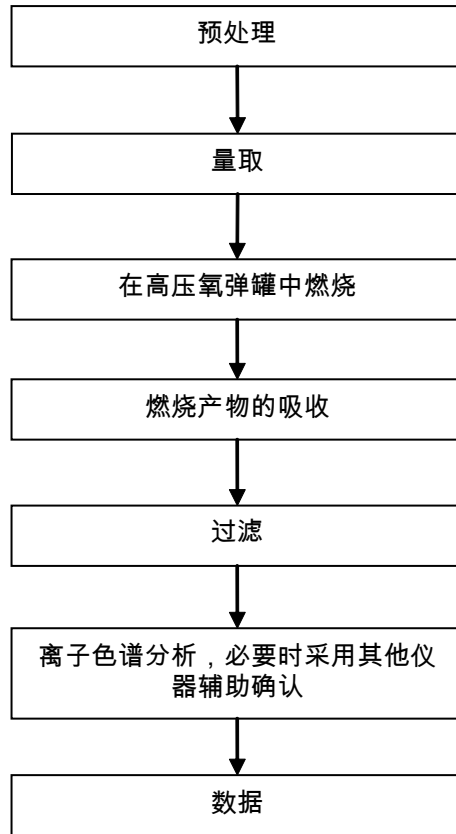 预处理
量取
在高压氧弹罐中燃烧
燃烧产物的吸收
过滤
离子色谱分析，必要时采用其他仪
器辅助确认
数据